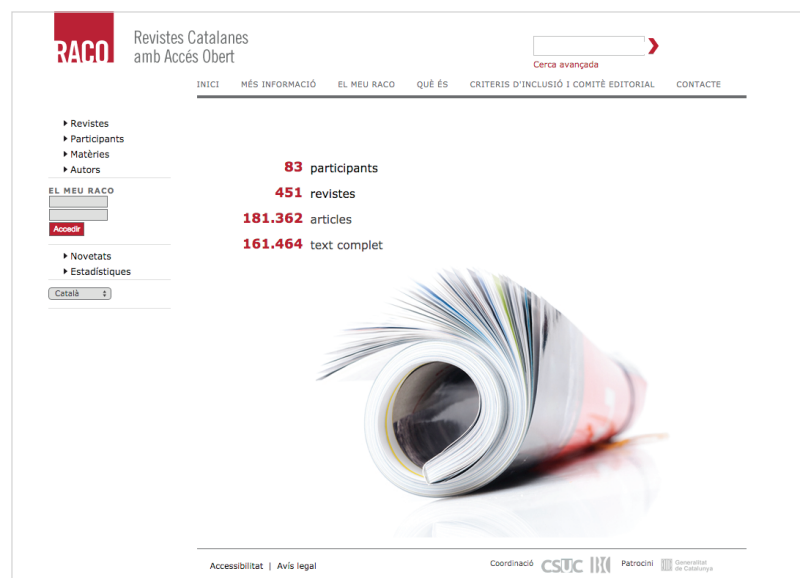 RACO
Revistes Catalanes
amb Accés Obert
Cerca avançada
INICI MÉS INFORMACIÓ EL MEU RACO QUÈ ÉS CRITERIS D'INCLUSIÓ I COMITÈ EDITORIAL CONTACTE
Revistes
Participants
Matèries
Autors
EL MEU RACO
Accedir
Novetats
Estadístiques
Català
83 participants
451 revistes
181.362 articles
161.464 text complet
Accessibilitat | Avís legal
Coordinació CSUC Patrocini Generalitat
de Catalunya